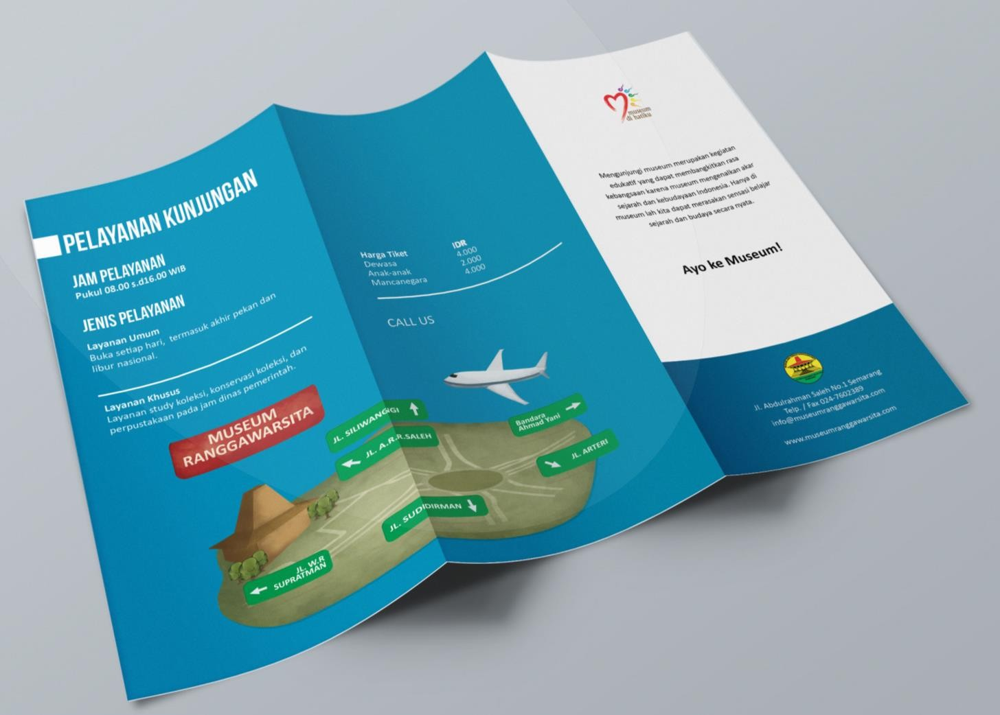 PELAYANAN KUNJUNGAN
JAM PELAYANAN
Pukul 08.00 s.d16.00 WIB
JENIS PELAYANAN
Layanan Umum
Buka setiap hari, termasuk akhir pekan dan
libur nasional.
Layanan Khusus
Layanan study koleksi, konservasi koleksi, dan
perpustakaan pada jam dinas pemerintah.
MUSEUM
RANGGAWARSITA
JL. SILIWANGIGI
JL. A.R.R.SALEH
JL. SUDIDIRMAN
JL. W.R
SUPRATMAN
Harga Tiket IDR
Dewasa 4.000
Anak-anak 2.000
Mancanegara 4.000
CALL US
Bandara
Ahmad Yani
JL. ARTERI
museum
di hatiku
Mengunjungi museum merupakan kegiatan
edukatif yang dapat membangkitkan rasa
kebangsaan karena museum mengenalkan akar
sejarah dan kebudayaan Indonesia. Hanya di
museum lah kita dapat merasakan sensasi belajar
sejarah dan budaya secara nyata.
Ayo ke Museum!
Jl. Abdulrahman Saleh No.1 Semarang
Telp. / Fax 024-7602389
info@museumranggawarsita.com
www.museumranggawarsita.com